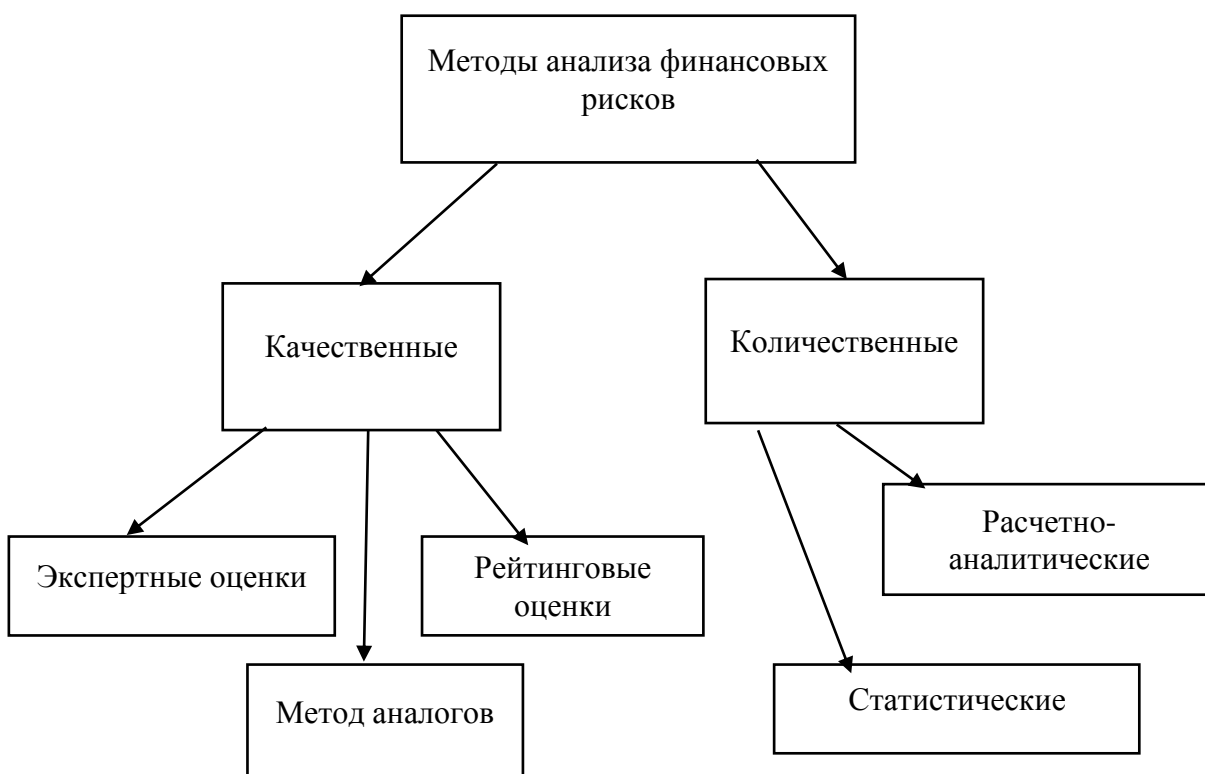 Методы анализа финансовых
рисков
Качественные
Количественные
Экспертные оценки
Метод аналогов
Рейтинговые
оценки
Расчетно-
аналитические
Статистические